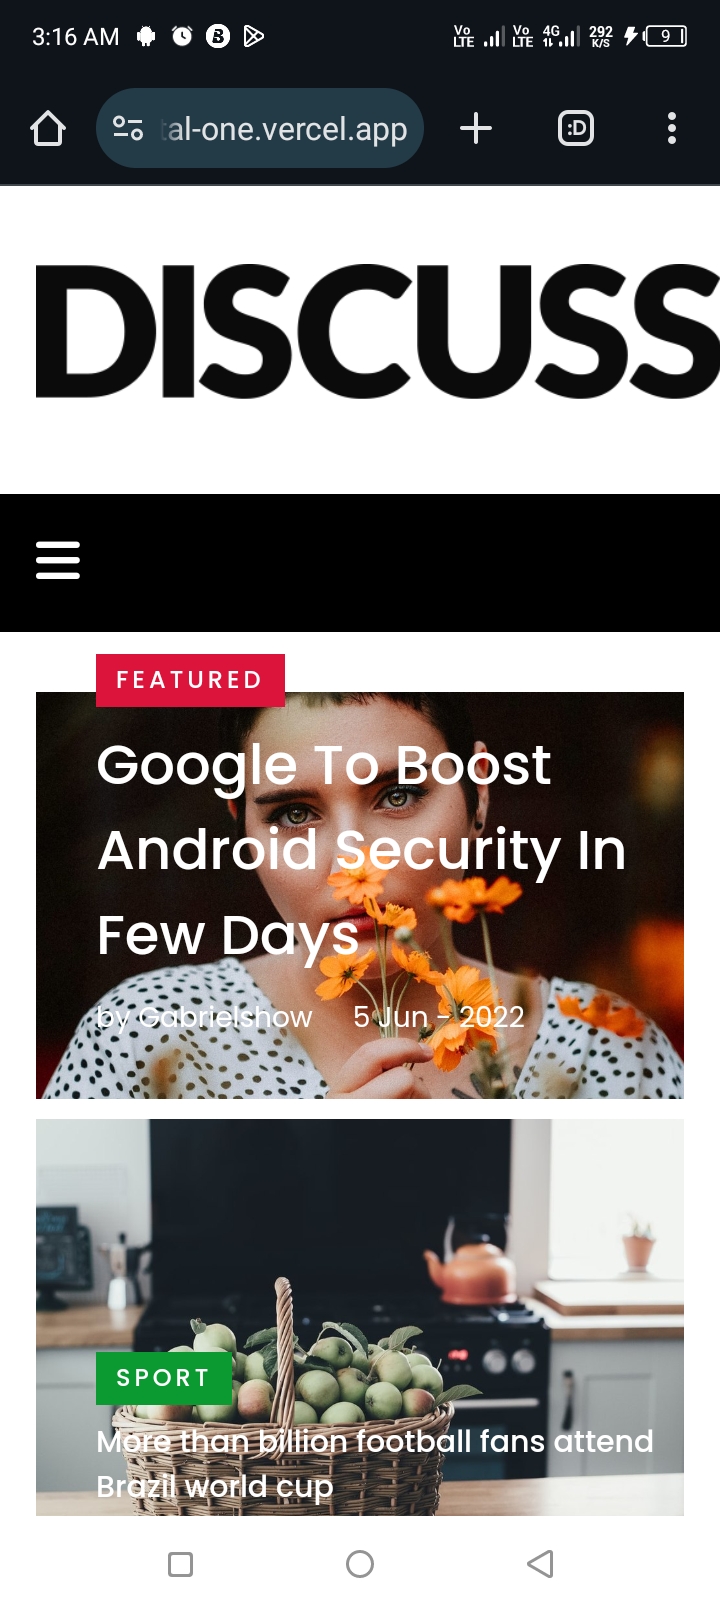 3:16 AM
Vo LTE Vo LTE 4G 292 K/S 9
tal-one.vercel.app
:D
DISCUSS
FEATURED
Google To Boost
Android Security In
Few Days
by Gabrielshow 5 Jun - 2022
SPORT
More than billion football fans attend
Brazil world cup